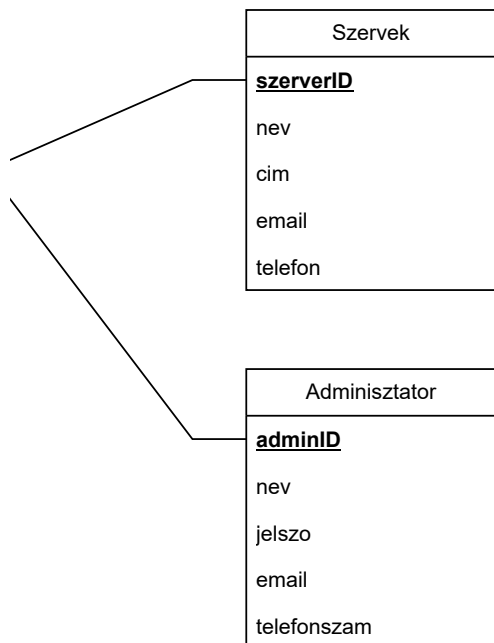 Szervek
szerverID
nev
cim
email
telefon
Adminisztator
adminID
nev
jelszo
email
telefonszam